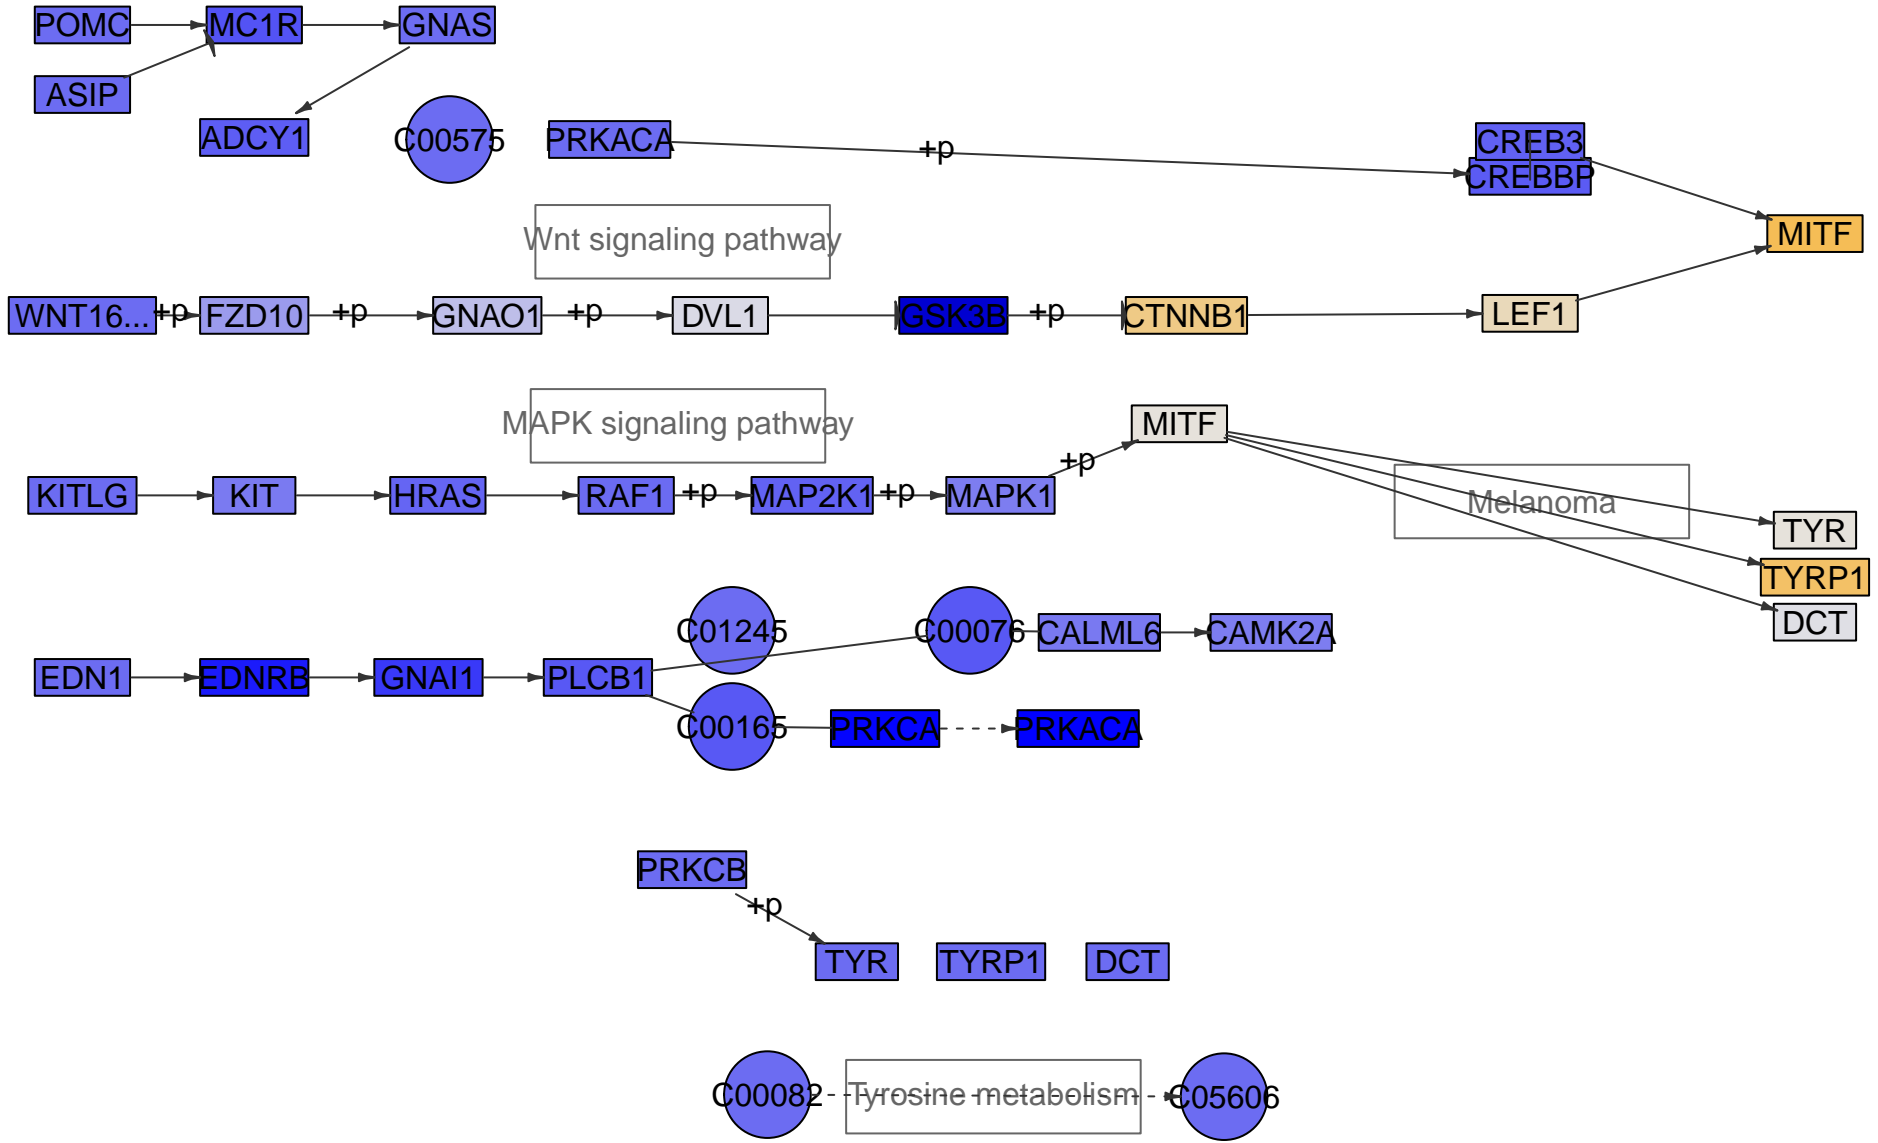 POMC
MC1R
GNAS
ASIP
ADCY1
C00575
PRKACA
+p
CREB3
CREBBP
Wnt signaling pathway
MITF
WNT16...
+p
FZD10
+p
GNAO1
+p
DVL1
GSK3B
+p
CTNNB1
LEF1
MAPK signaling pathway
MITF
+p
KITLG
KIT
HRAS
RAF1
+p
MAP2K1
+p
MAPK1
Melanoma
TYR
TYRP1
DCT
C01245
C00076
CALML6
CAMK2A
EDN1
EDNRB
GNAI1
PLCB1
C00165
PRKCA
PRKACA
PRKCB
+p
TYR
TYRP1
DCT
C00082
Tyrosine metabolism
C05606